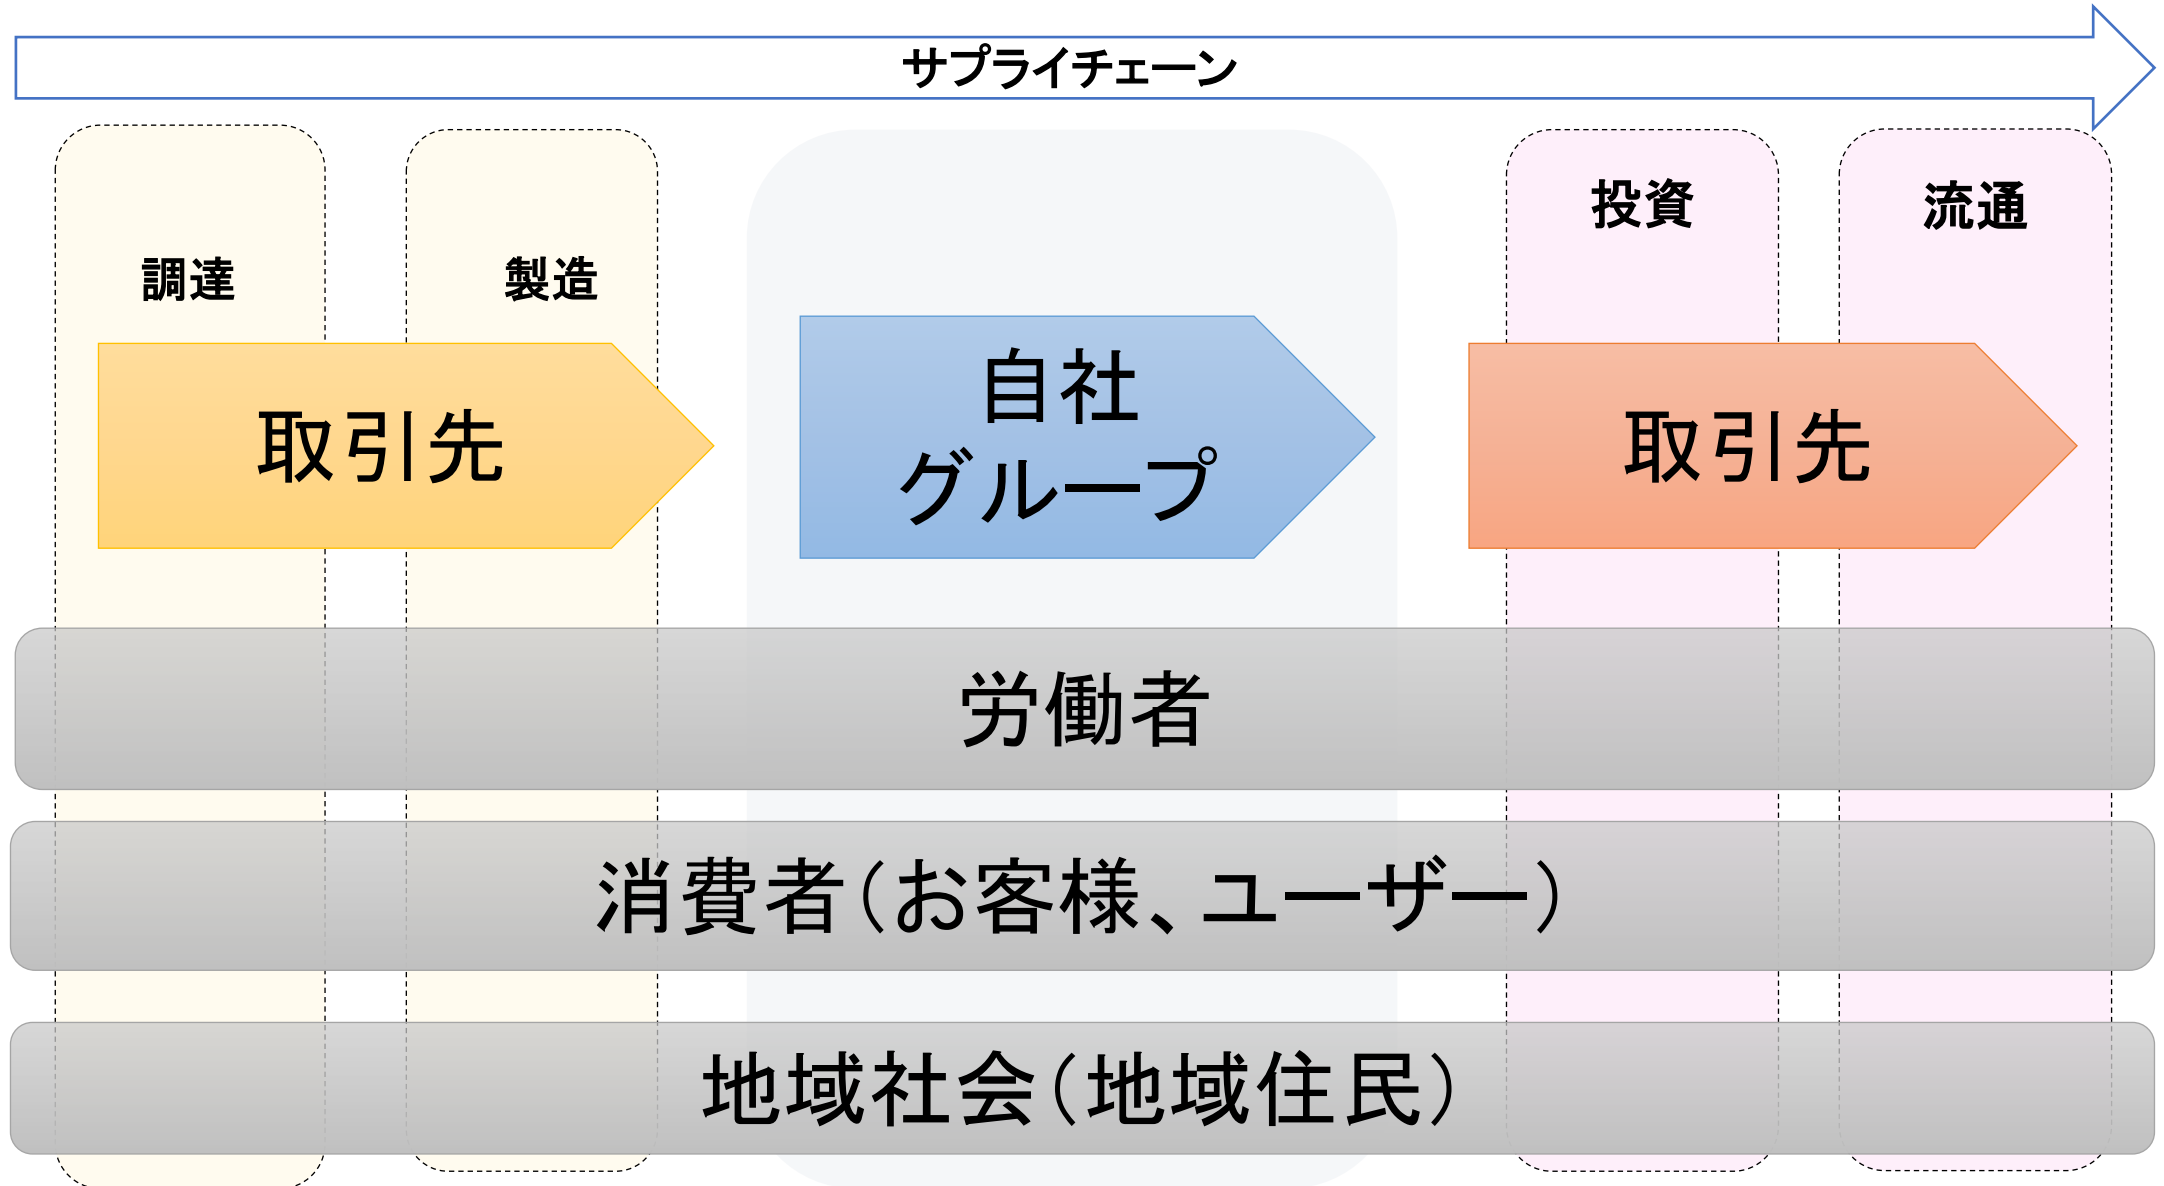 サプライチェーン
調達
製造
投資
流通
取引先
自社
グループ
取引先
労働者
消費者（お客様、ユーザー）
地域社会（地域住民）